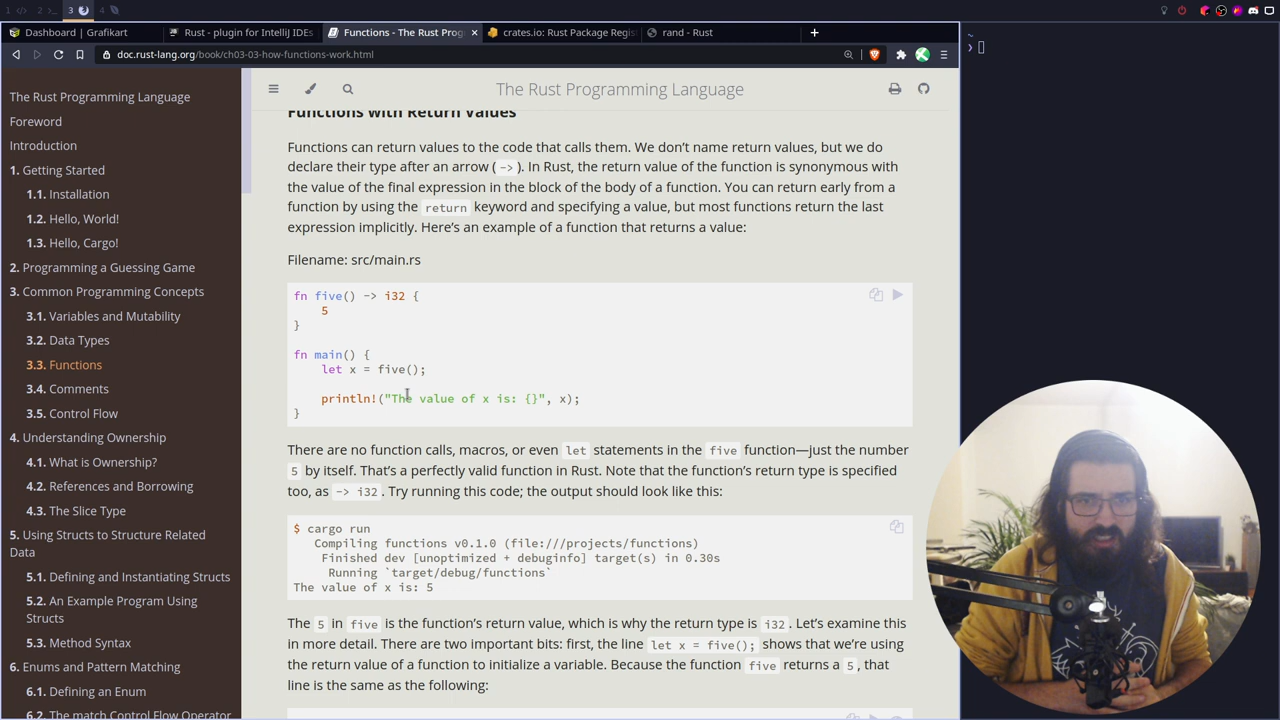 1
2
3
4
Dashboard | Grafikart
Rust - plugin for IntelliJ IDEs
Functions - The Rust Prog
crates.io: Rust Package Regis
rand - Rust
doc.rust-lang.org/book/ch03-03-how-functions-work.html
The Rust Programming Language
Foreword
Introduction
1. Getting Started
1.1. Installation
1.2. Hello, World!
1.3. Hello, Cargo!
2. Programming a Guessing Game
3. Common Programming Concepts
3.1. Variables and Mutability
3.2. Data Types
3.3. Functions
3.4. Comments
3.5. Control Flow
4. Understanding Ownership
4.1. What is Ownership?
4.2. References and Borrowing
4.3. The Slice Type
5. Using Structs to Structure Related
Data
5.1. Defining and Instantiating Structs
5.2. An Example Program Using
Structs
5.3. Method Syntax
6. Enums and Pattern Matching
6.1. Defining an Enum
6.2. The match Control Flow Operator
The Rust Programming Language
Functions with Return Values
Functions can return values to the code that calls them. We don’t name return values, but we do
declare their type after an arrow ( -> ). In Rust, the return value of the function is synonymous with
the value of the final expression in the block of the body of a function. You can return early from a
function by using the return keyword and specifying a value, but most functions return the last
expression implicitly. Here’s an example of a function that returns a value:
Filename: src/main.rs
fn five() -> i32 {
5
}
fn main() {
let x = five();
println!("The value of x is: {}", x);
}
There are no function calls, macros, or even let statements in the five function—just the number
5 by itself. That’s a perfectly valid function in Rust. Note that the function’s return type is specified
too, as -> i32 . Try running this code; the output should look like this:
$ cargo run
Compiling functions v0.1.0 (file:///projects/functions)
Finished dev [unoptimized + debuginfo] target(s) in 0.30s
Running `target/debug/functions`
The value of x is: 5
The 5 in five is the function’s return value, which is why the return type is i32 . Let’s examine this
in more detail. There are two important bits: first, the line let x = five(); shows that we’re using
the return value of a function to initialize a variable. Because the function five returns a 5 , that
line is the same as the following:
~